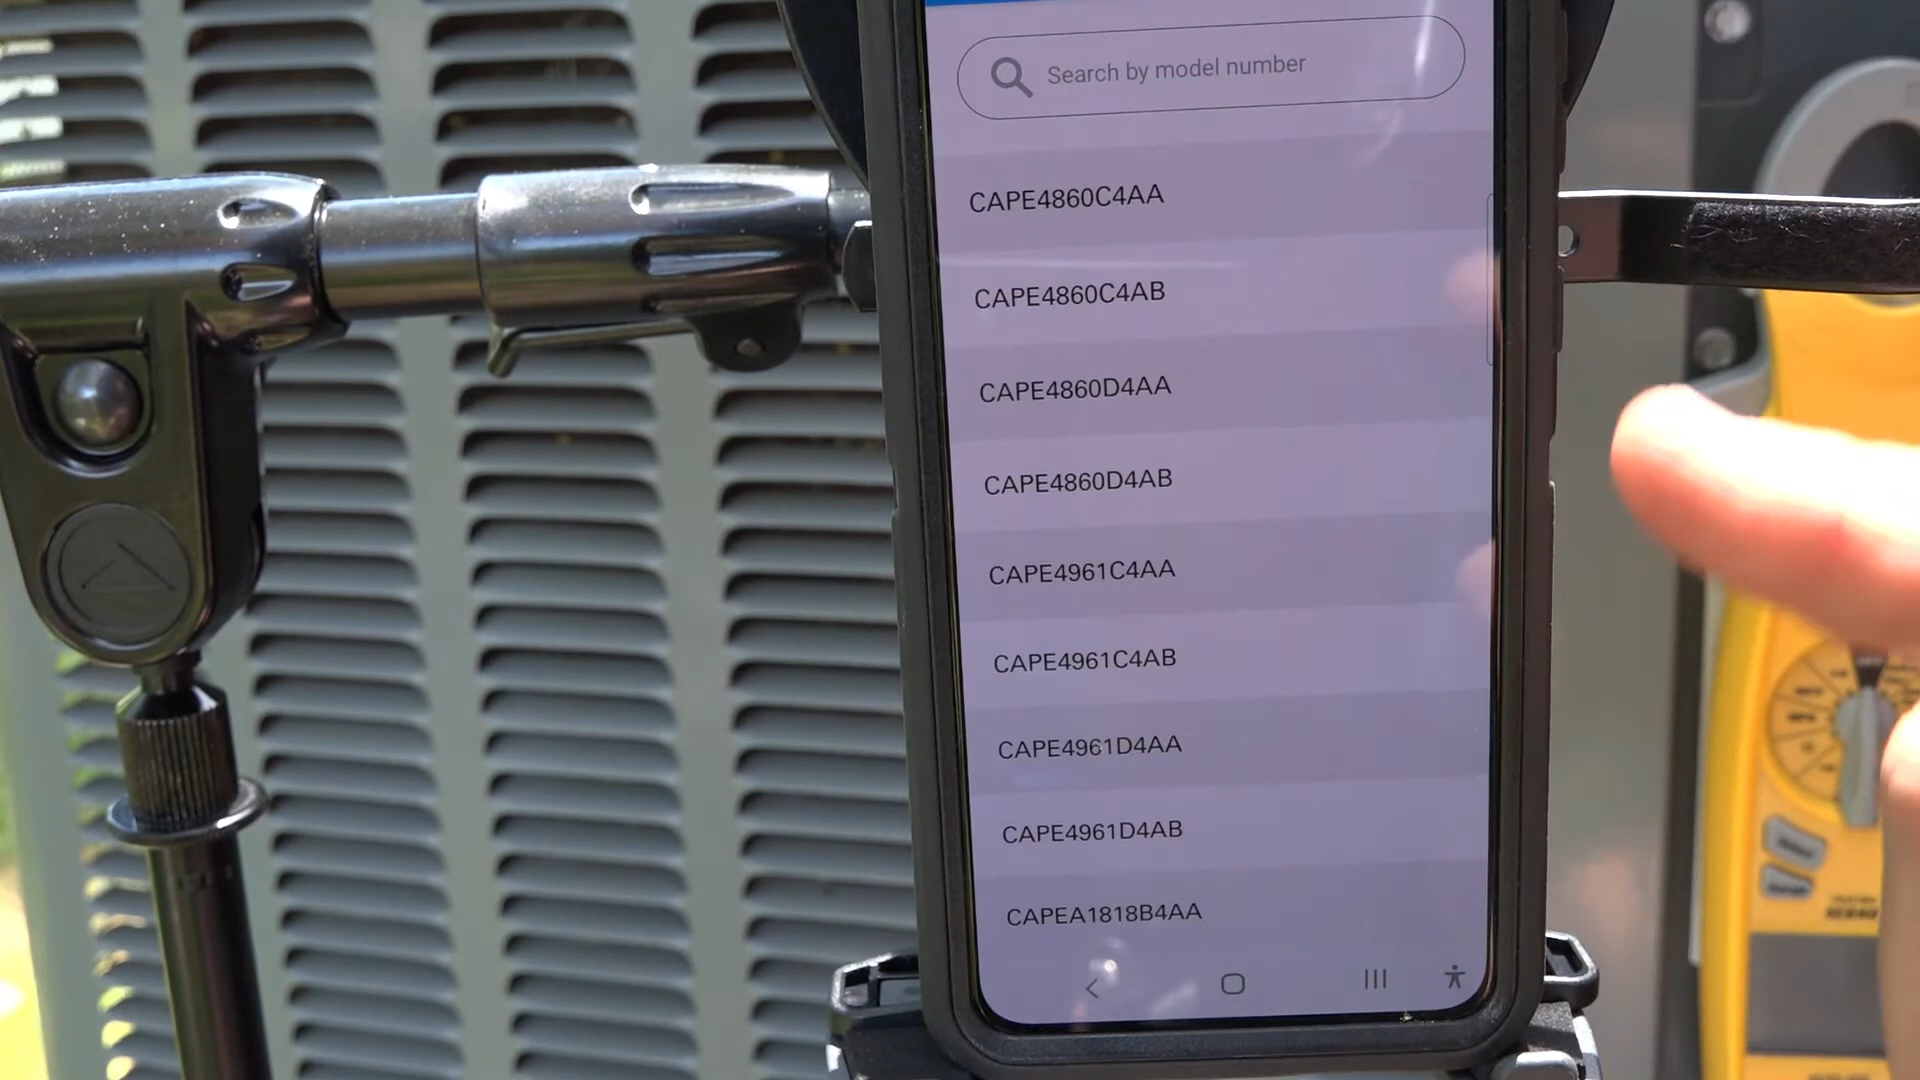 Search by model number
CAPE4860C4AA
CAPE4860C4AB
CAPE4860D4AA
CAPE4860D4AB
CAPE4961C4AA
CAPE4961C4AB
CAPE4961D4AA
CAPE4961D4AB
CAPEA1818B4AA